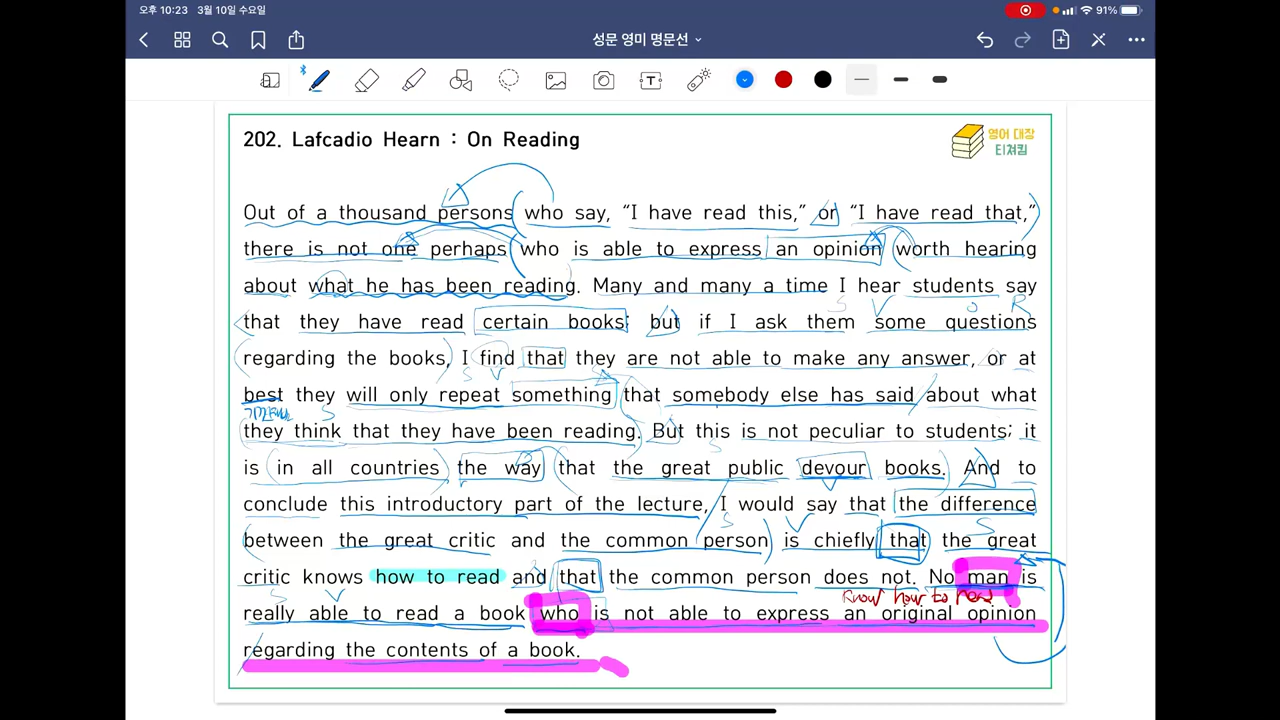 오후 10:23 3월 10일 수요일 91%
성문 영미 명문선
202. Lafcadio Hearn : On Reading
영어 대장
티쳐킴
Out of a thousand persons who say, “I have read this,” or “I have read that,”
there is not one perhaps who is able to express an opinion worth hearing
about what he has been reading. Many and many a time I hear students say
S V O R
that they have read certain books; but if I ask them some questions
regarding the books, I find that they are not able to make any answer, or at
S V
best they will only repeat something that somebody else has said about what
S
they think that they have been reading. But this is not peculiar to students; it
S
is in all countries the way that the great public devour books. And to
V
conclude this introductory part of the lecture, I would say that the difference
S V S
between the great critic and the common person is chiefly that the great
critic knows how to read and that the common person does not. No man is
S V know how to read
really able to read a book who is not able to express an original opinion
regarding the contents of a book.